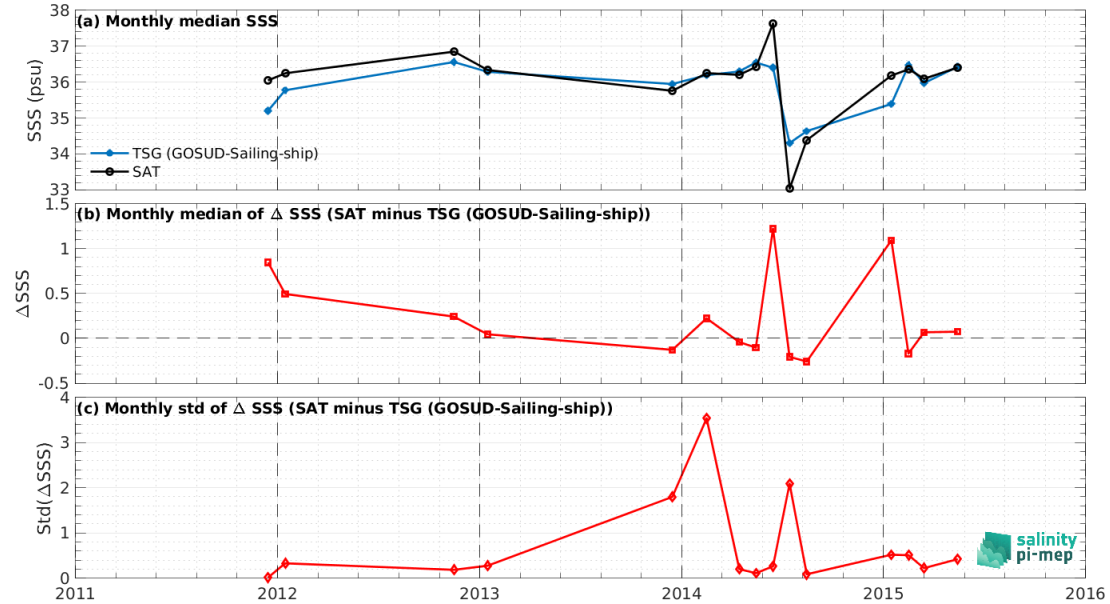 (a) Monthly median SSS
38
37
36
35
34
33
SSS (psu)
TSG (GOSUD-Sailing-ship)
SAT
(b) Monthly median of Δ SSS (SAT minus TSG (GOSUD-Sailing-ship))
1.5
1
0.5
0
-0.5
ΔSSS
(c) Monthly std of Δ SSS (SAT minus TSG (GOSUD-Sailing-ship))
4
3
2
1
0
Std(ΔSSS)
salinity
pi-mep
2011 2012 2013 2014 2015 2016